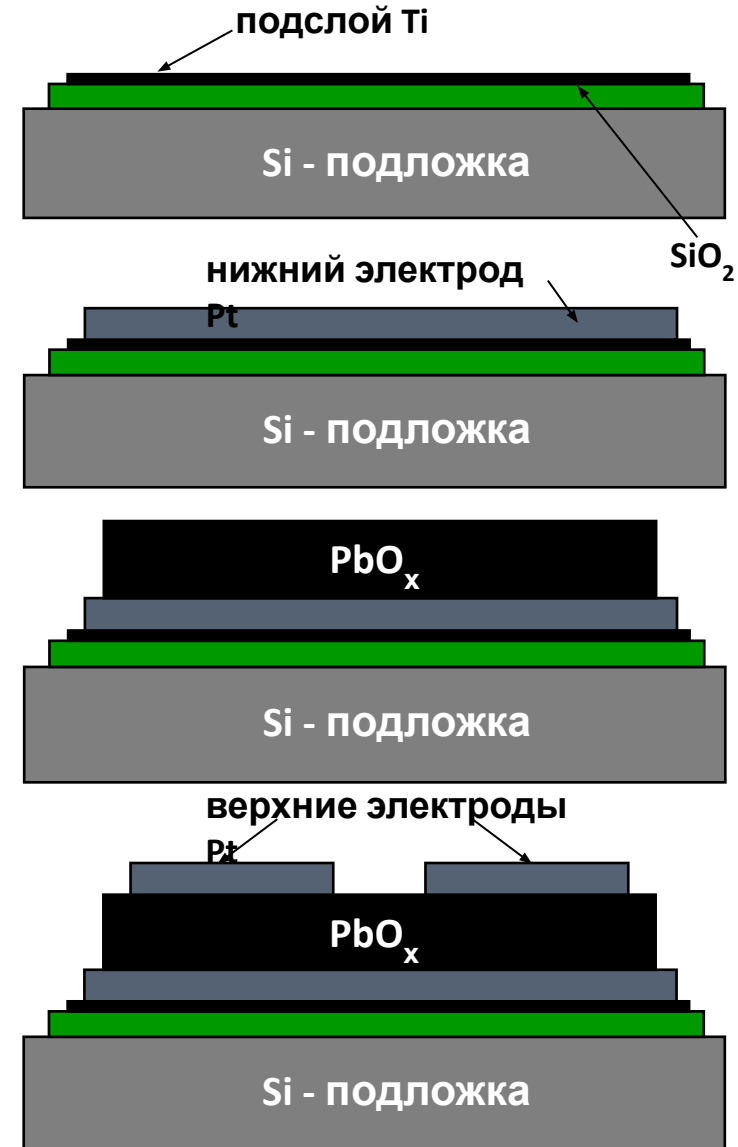 подслой Ti
Si - подложка
SiO₂
нижний электрод
Pt
Si - подложка
PbOₓ
Si - подложка
верхние электроды
Pt
PbOₓ
Si - подложка